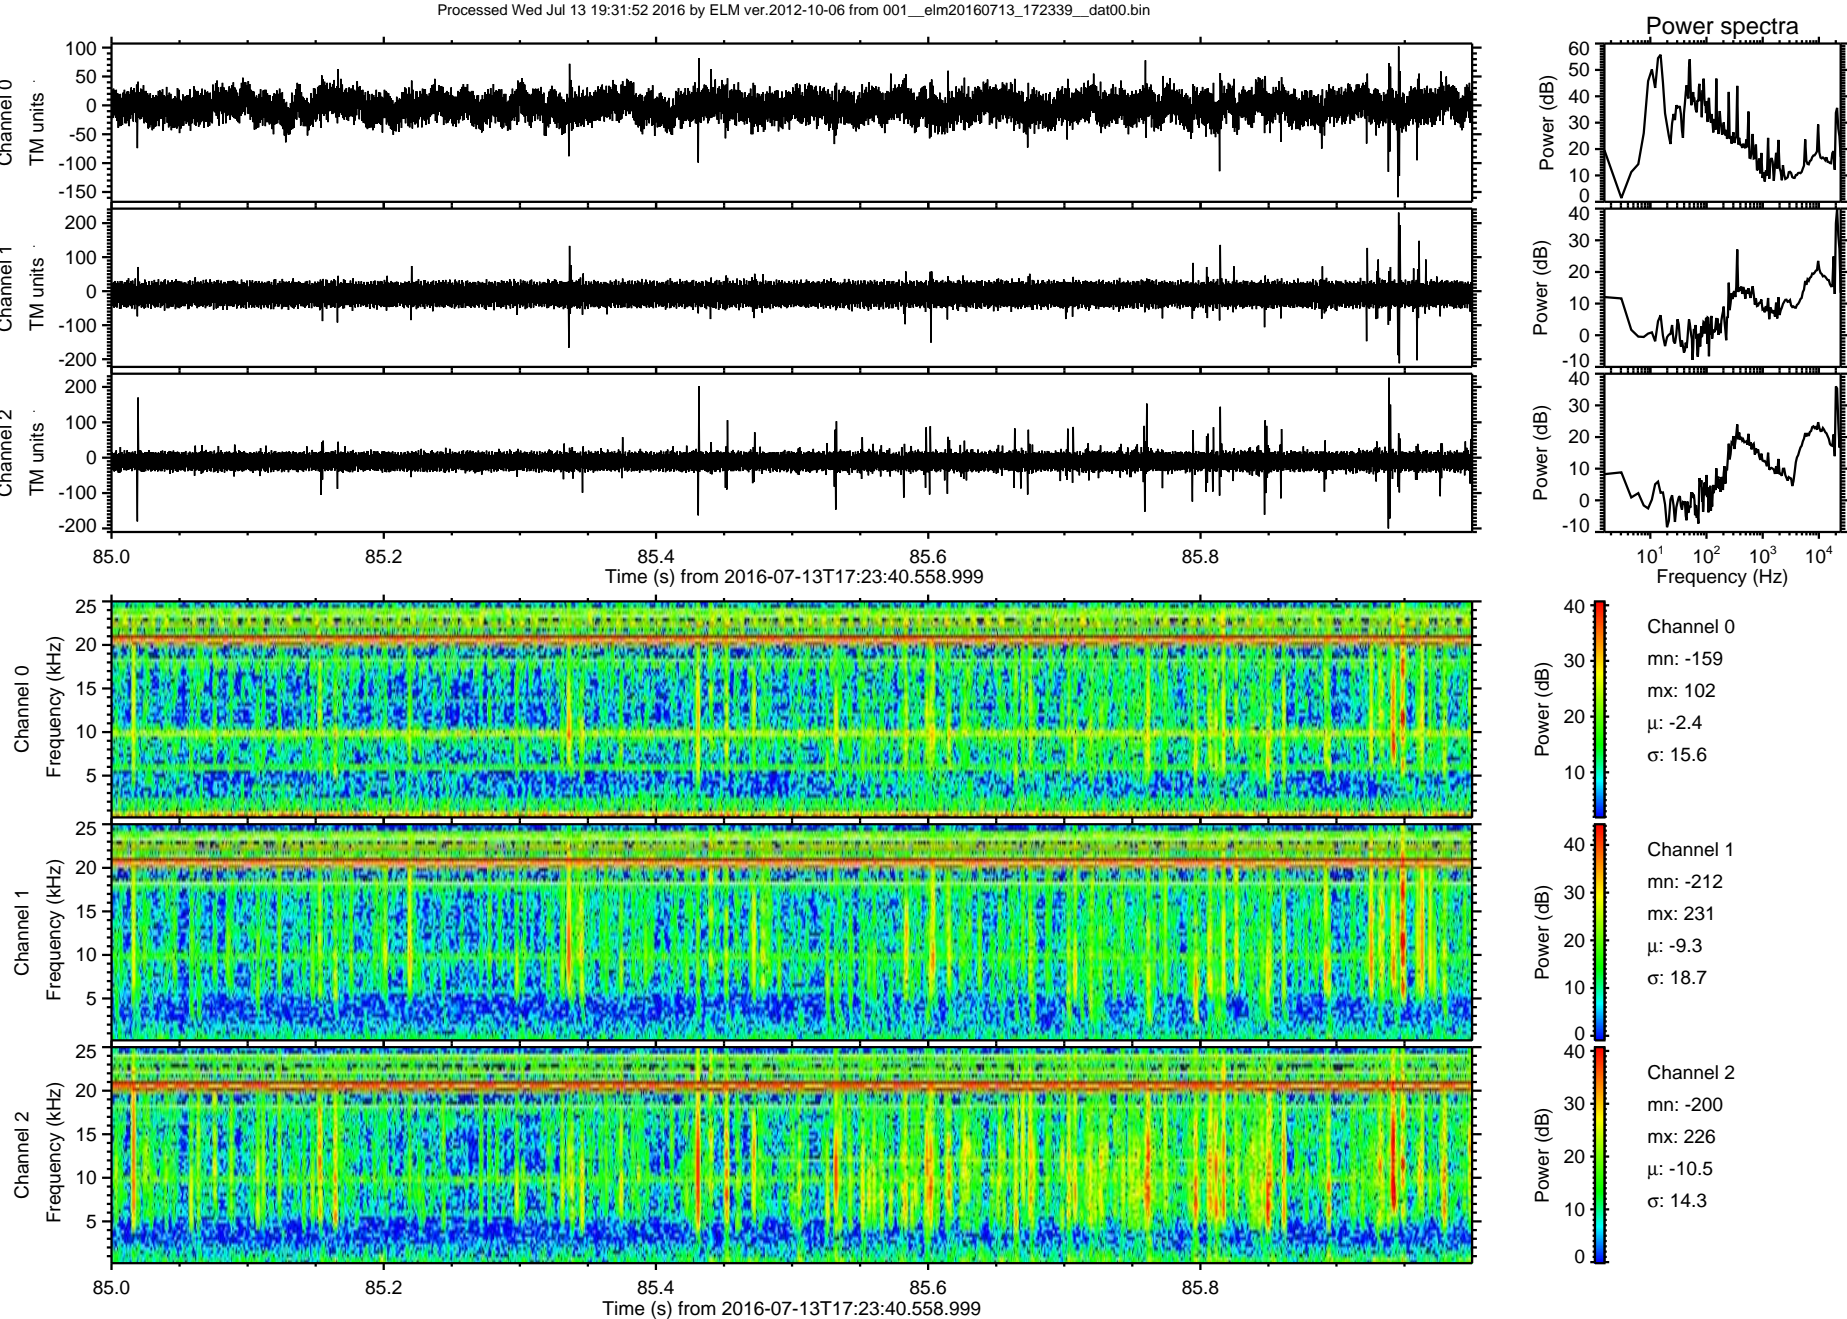 Processed Wed Jul 13 19:31:52 2016 by ELM ver.2012-10-06 from 001__elm20160713_172339__dat00.bin
Power spectra
Channel 0
TM units
100
50
0
-50
-100
-150
Power (dB)
60
50
40
30
20
10
0
Channel 1
TM units
200
100
0
-100
-200
Power (dB)
40
30
20
10
0
-10
Channel 2
TM units
200
100
0
-100
-200
Power (dB)
40
30
20
10
0
-10
85.0 85.2 85.4 85.6 85.8
Time (s) from 2016-07-13T17:23:40.558.999
10^1 10^2 10^3 10^4
Frequency (Hz)
Channel 0
Frequency (kHz)
25
20
15
10
5
Power (dB)
40
30
20
10
Channel 0
mn: -159
mx: 102
μ: -2.4
σ: 15.6
Channel 1
Frequency (kHz)
25
20
15
10
5
Power (dB)
40
30
20
10
0
Channel 1
mn: -212
mx: 231
μ: -9.3
σ: 18.7
Channel 2
Frequency (kHz)
25
20
15
10
5
Power (dB)
40
30
20
10
0
Channel 2
mn: -200
mx: 226
μ: -10.5
σ: 14.3
85.0 85.2 85.4 85.6 85.8
Time (s) from 2016-07-13T17:23:40.558.999